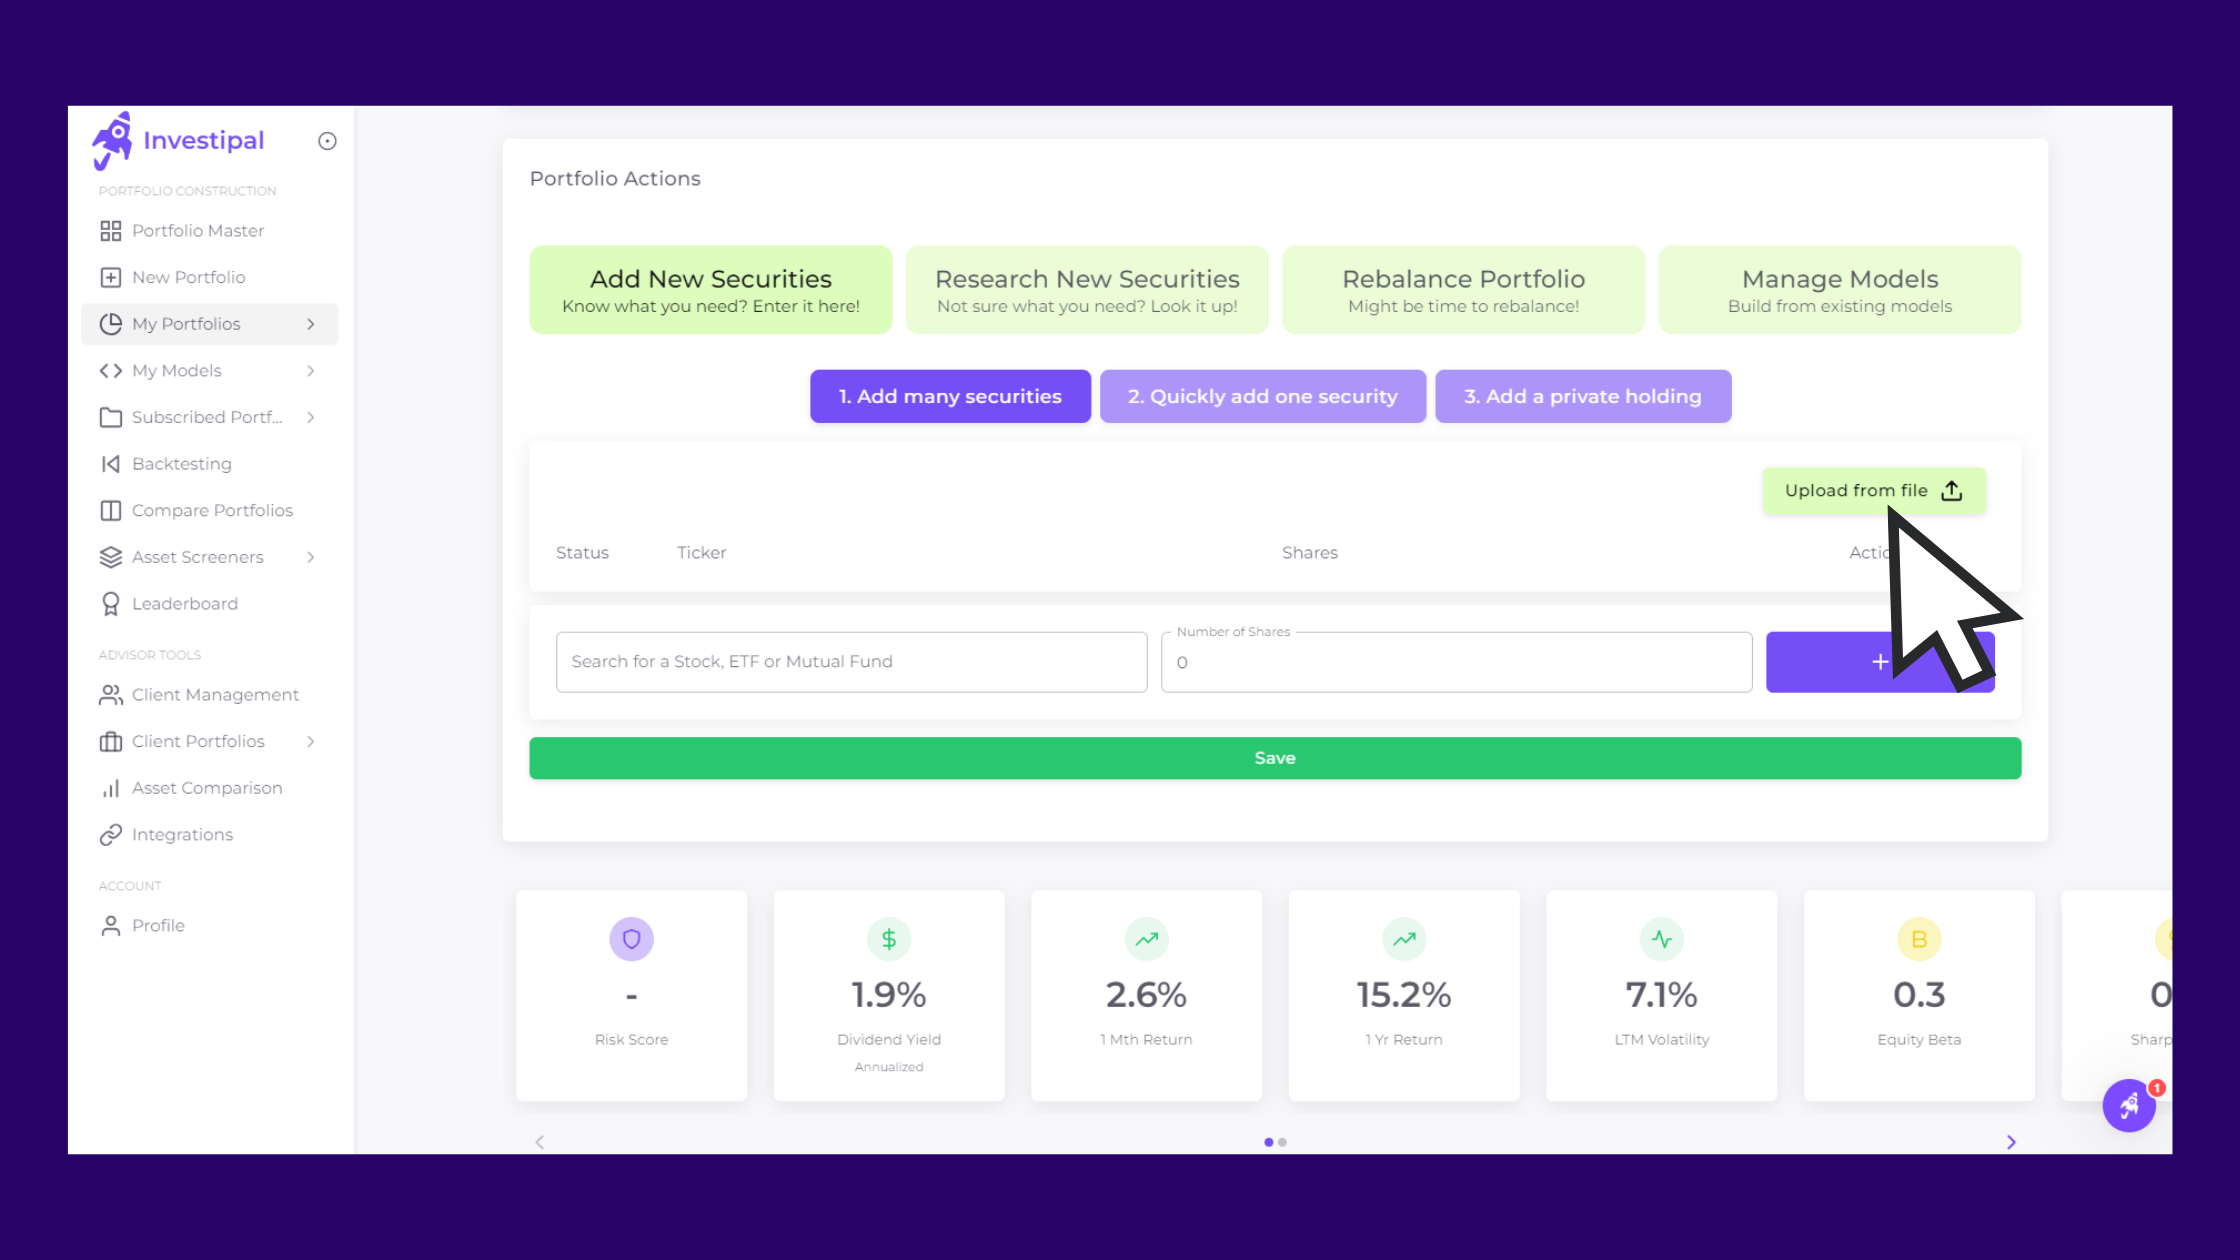 Investipal
PORTFOLIO CONSTRUCTION
Portfolio Master
New Portfolio
My Portfolios
My Models
Subscribed Portf...
Backtesting
Compare Portfolios
Asset Screeners
Leaderboard
ADVISOR TOOLS
Client Management
Client Portfolios
Asset Comparison
Integrations
ACCOUNT
Profile
Portfolio Actions
Add New Securities
Know what you need? Enter it here!
Research New Securities
Not sure what you need? Look it up!
Rebalance Portfolio
Might be time to rebalance!
Manage Models
Build from existing models
1. Add many securities
2. Quickly add one security
3. Add a private holding
Upload from file
Status Ticker Shares
Search for a Stock, ETF or Mutual Fund
Number of Shares
0
+
Save
-
Risk Score
$
1.9%
Dividend Yield
Annualized
2.6%
1 Mth Return
15.2%
1 Yr Return
7.1%
LTM Volatility
B
0.3
Equity Beta
0
Sharp
1